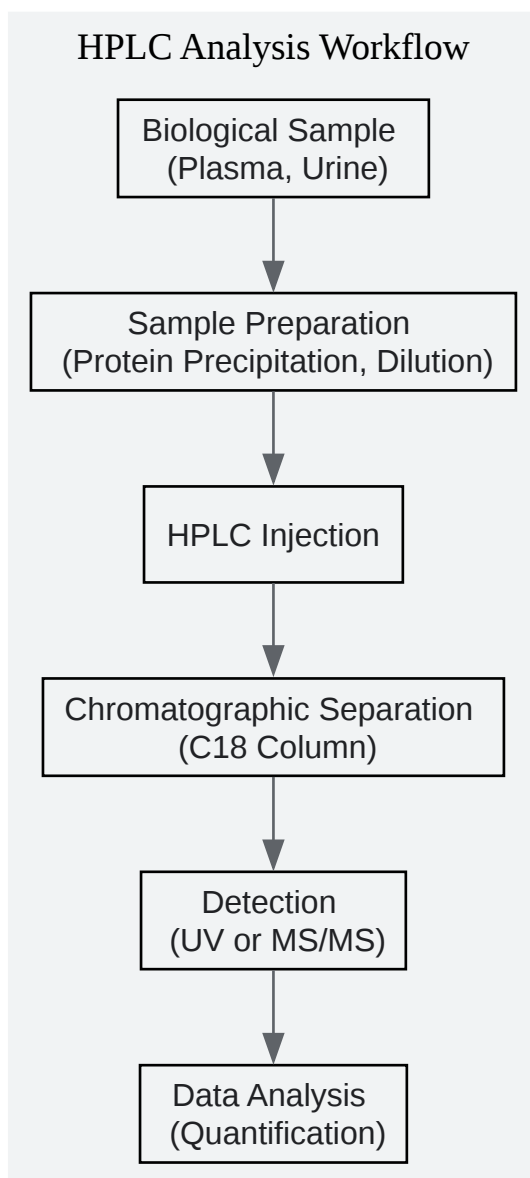 HPLC Analysis Workflow
Biological Sample
(Plasma, Urine)
Sample Preparation
(Protein Precipitation, Dilution)
HPLC Injection
Chromatographic Separation
(C18 Column)
Detection
(UV or MS/MS)
Data Analysis
(Quantification)